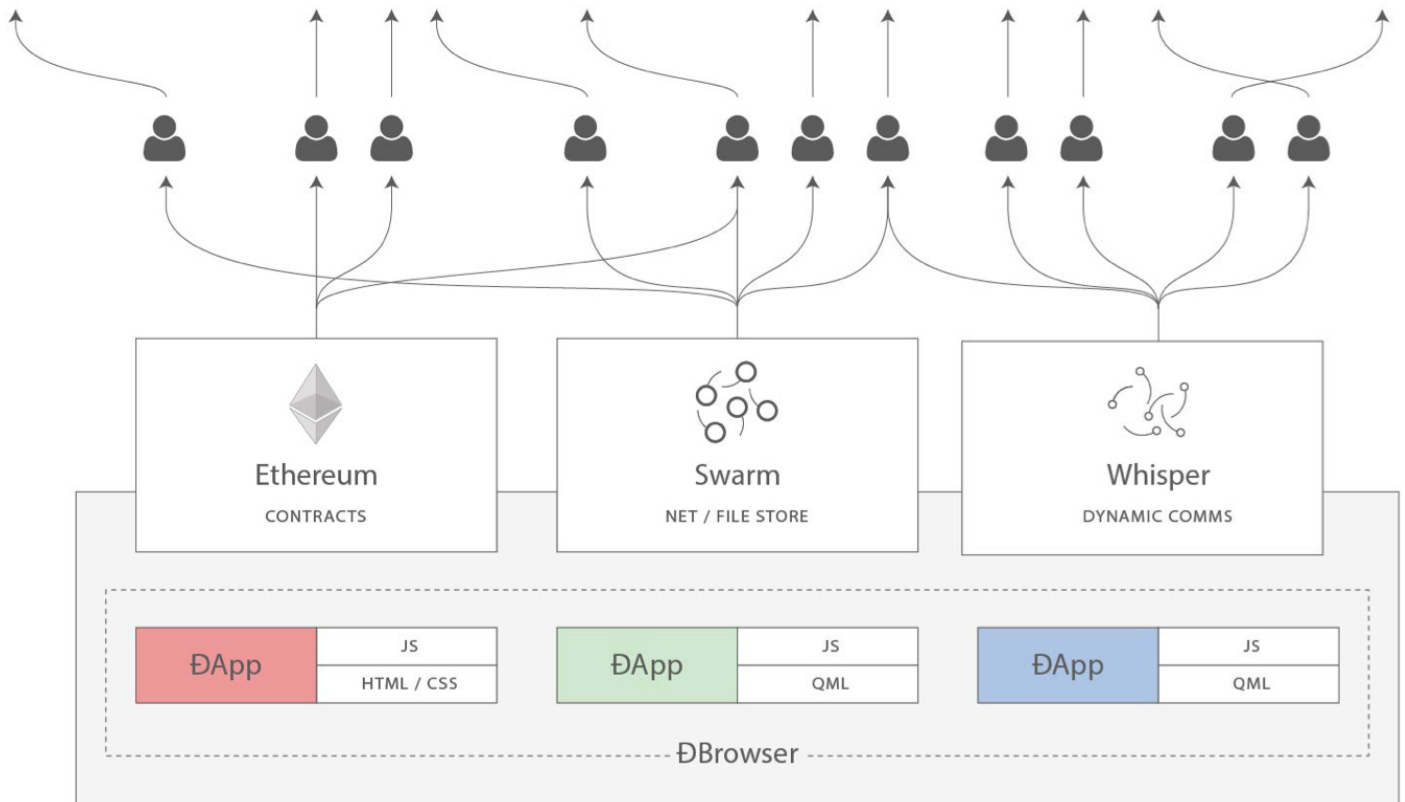 Ethereum
CONTRACTS
Swarm
NET / FILE STORE
Whisper
DYNAMIC COMMS
ĐApp
JS
HTML / CSS
ĐApp
JS
QML
ĐApp
JS
QML
ĐBrowser